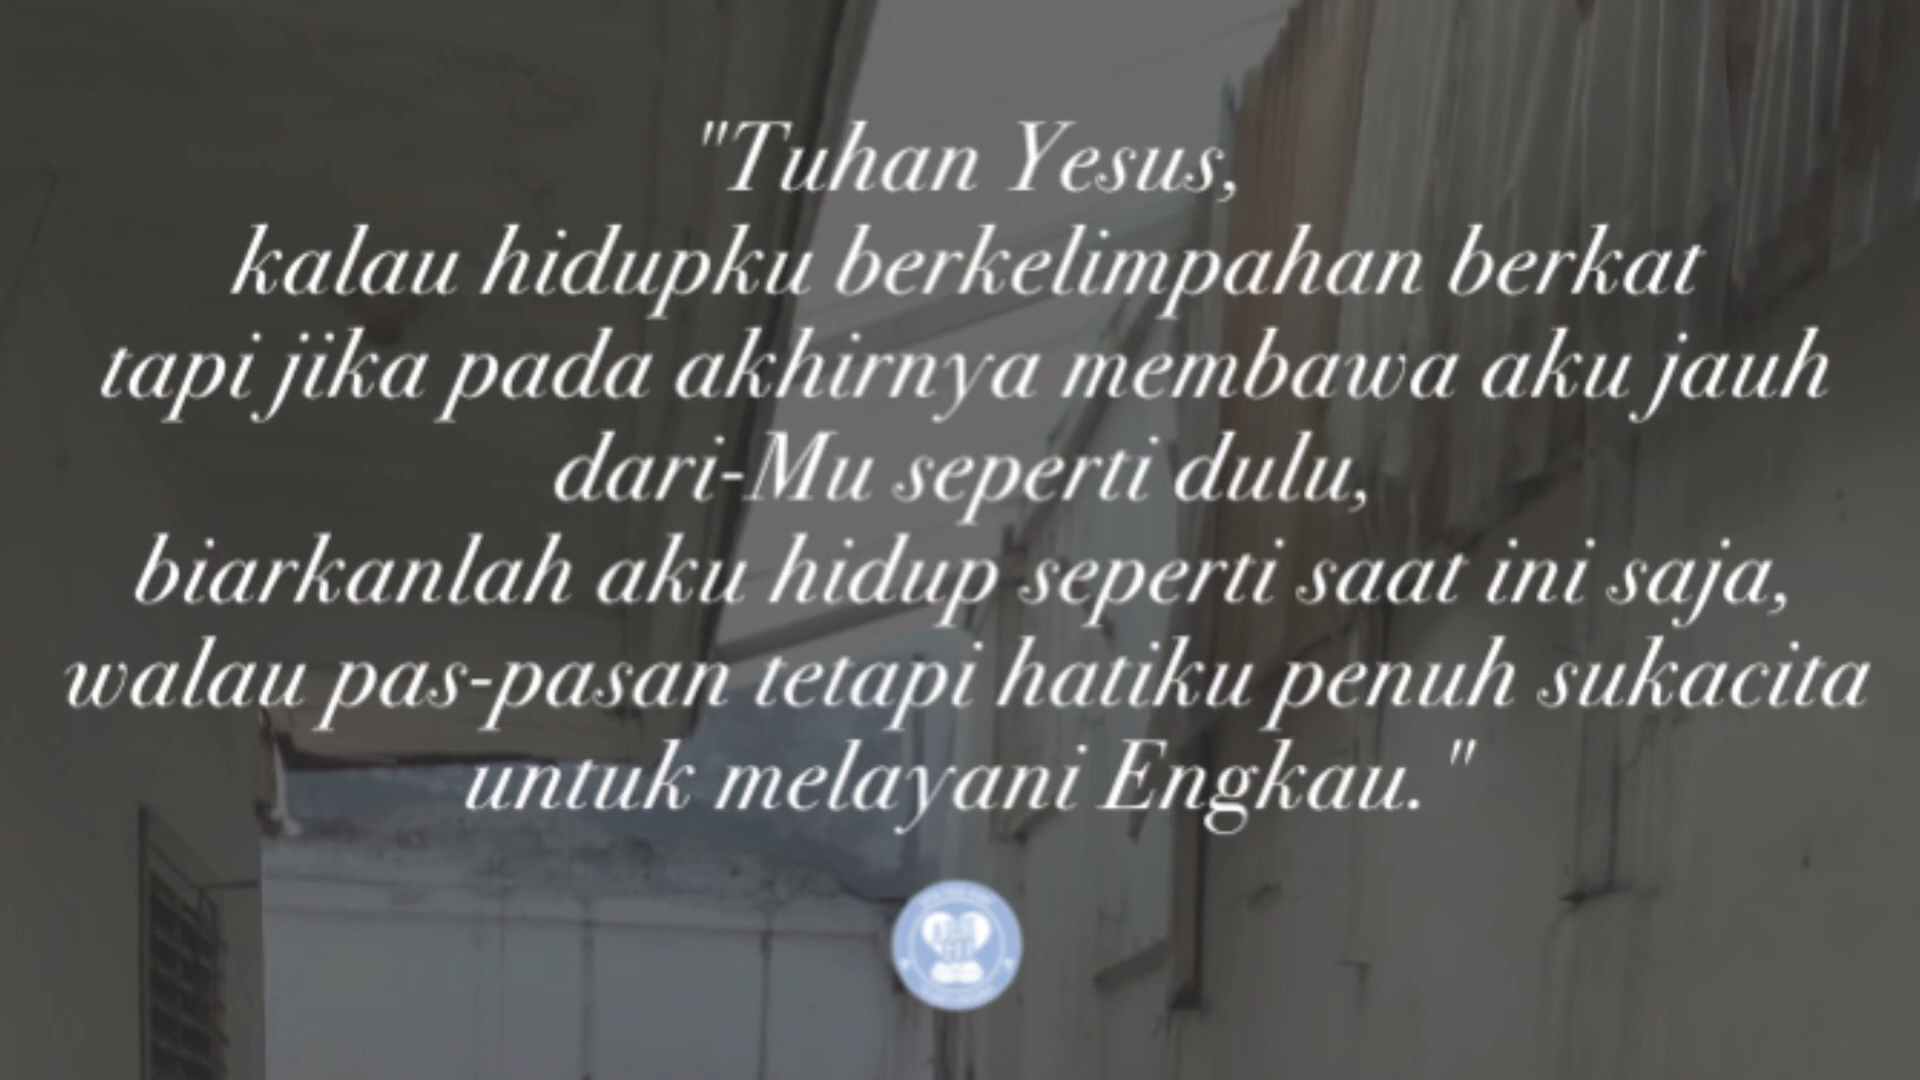 "Tuhan Yesus,
kalau hidupku berkelimpahan berkat
tapi jika pada akhirnya membawa aku jauh
dari-Mu seperti dulu,
biarkanlah aku hidup seperti saat ini saja,
walau pas-pasan tetapi hatiku penuh sukacita
untuk melayani Engkau. "